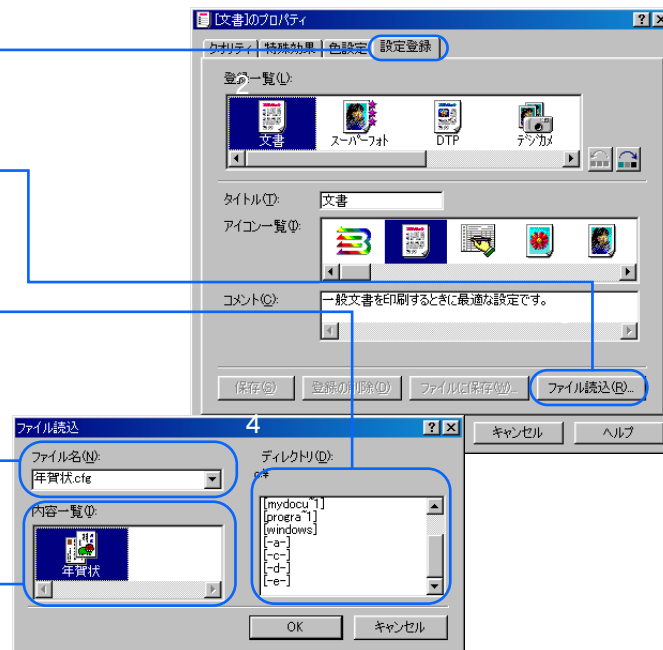 [文書]のプロパティ
クオリティ 特殊効果 色設定 設定登録
登録一覧(L):
2
文書 スーパーフォト DTP デジカメ
タイトル(T): 文書
アイコン一覧(I):
コメント(C): 一般文書を印刷するときに最適な設定です。
保存(S) 登録の削除(D) ファイルに保存(W)... ファイル読込(R)...
キャンセル ヘルプ
ファイル読込
4
ファイル名(N):
年賀状.cfg
内容一覧(I):
年賀状
ディレクトリ(D):
c:¥
[mydocu~1]
[progra~1]
[windows]
[-a-]
[-c-]
[-d-]
[-e-]
OK キャンセル